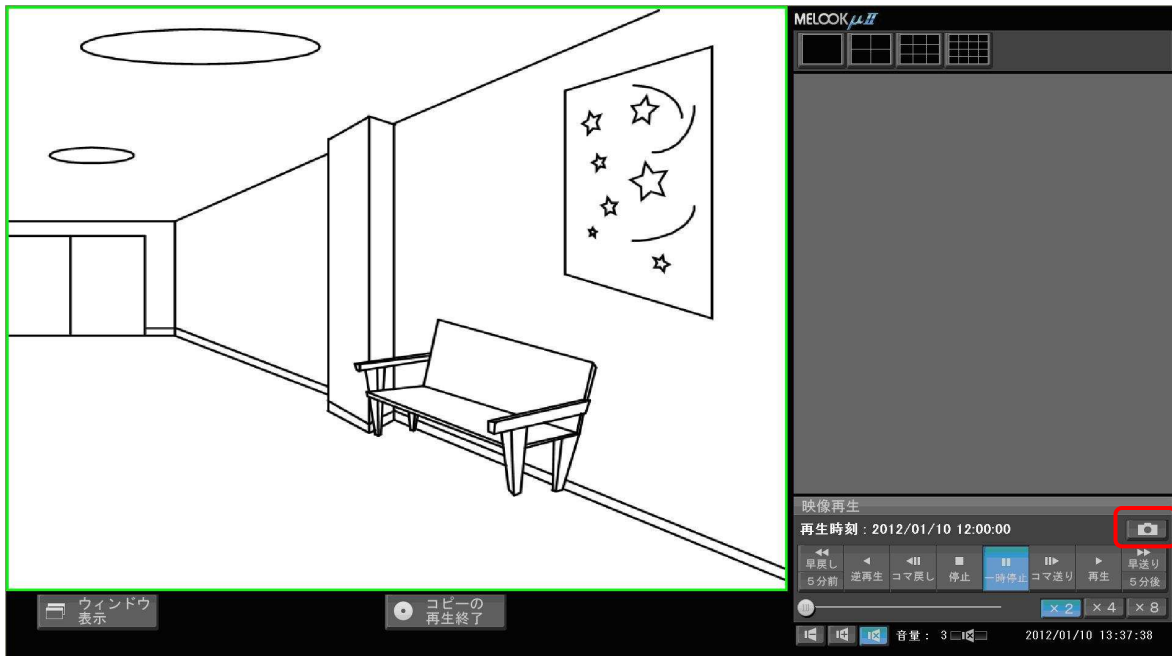 MELOOKμⅡ
映像再生
再生時刻：2012/01/10 12:00:00
早戻し
5分前
逆再生
コマ戻し
停止
一時停止
コマ送り
再生
早送り
5分後
×2
×4
×8
音量： 3
2012/01/10 13:37:38
ウィンドウ
表示
コピーの
再生終了